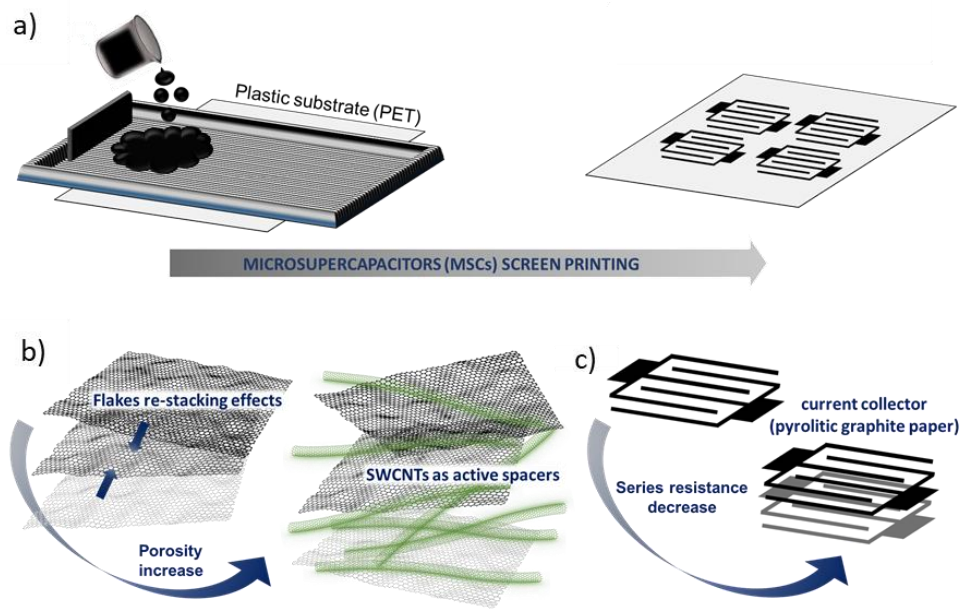 a)
Plastic substrate (PET)
MICROSUPERCAPACITORS (MSCs) SCREEN PRINTING
b)
Flakes re-stacking effects
SWCNTs as active spacers
Porosity
increase
c)
current collector
(pyrolitic graphite paper)
Series resistance
decrease